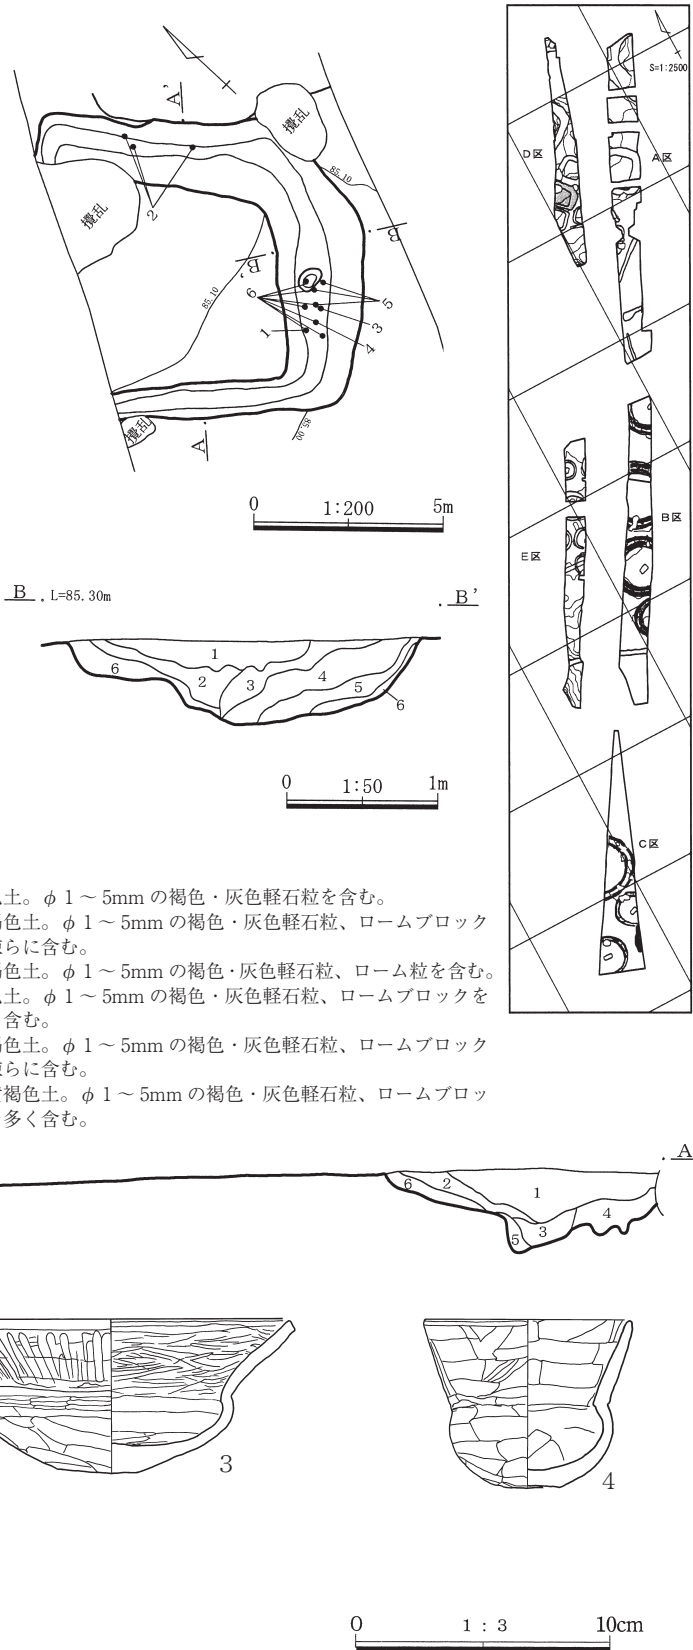 A'
攪乱
85.10
攪乱
2
B
B'
85.10
6
5
1
3
4
85.00
攪乱
A
0 1:200 5m
S=1:2500
D区
A区
B区
E区
C区
B L=85.30m
B'
1
6
2
3
4
5
6
0 1:50 1m
土。φ 1 ～ 5mm の褐色・灰色軽石粒を含む。
色土。φ 1 ～ 5mm の褐色・灰色軽石粒、ロームブロック
らに含む。
色土。φ 1 ～ 5mm の褐色・灰色軽石粒、ローム粒を含む。
土。φ 1 ～ 5mm の褐色・灰色軽石粒、ロームブロックを
含む。
色土。φ 1 ～ 5mm の褐色・灰色軽石粒、ロームブロック
らに含む。
褐色土。φ 1 ～ 5mm の褐色・灰色軽石粒、ロームブロッ
多く含む。
A
6
2
1
4
3
5
3
4
0 1 : 3 10cm